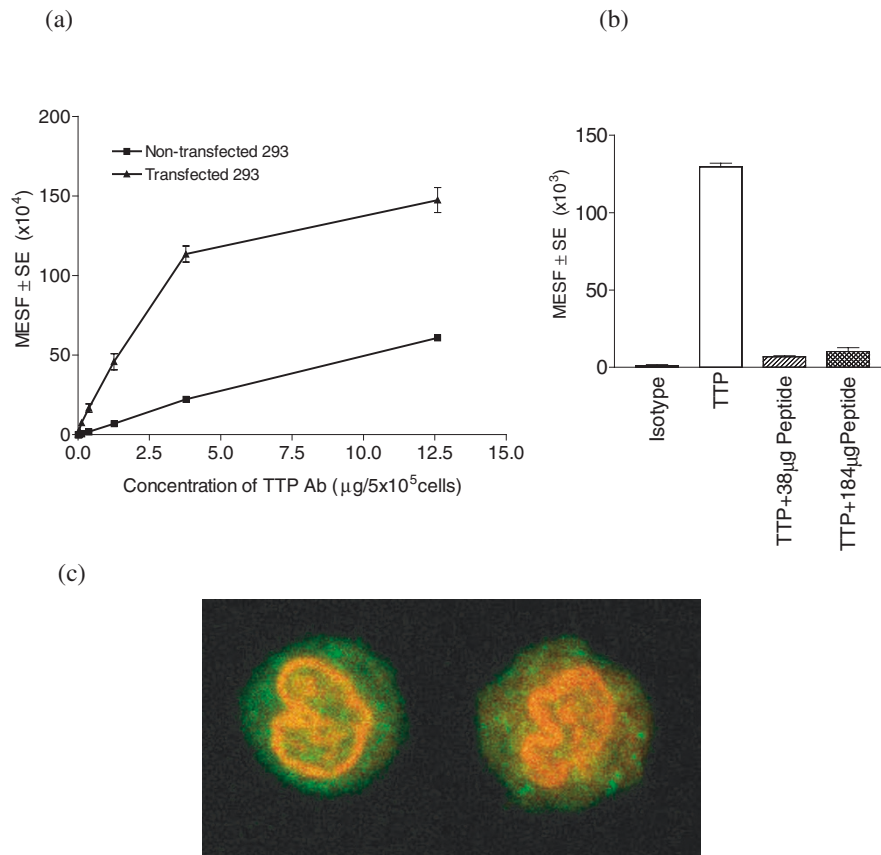 (a)
(b)
200
150
100
50
0
MESF ± SE (x10⁴)
Non-transfected 293
Transfected 293
0.0 2.5 5.0 7.5 10.0 12.5 15.0
Concentration of TTP Ab (µg/5x10⁵cells)
150
100
50
0
MESF ± SE (x10³)
Isotype
TTP
TTP+38µg Peptide
TTP+184µgPeptide
(c)